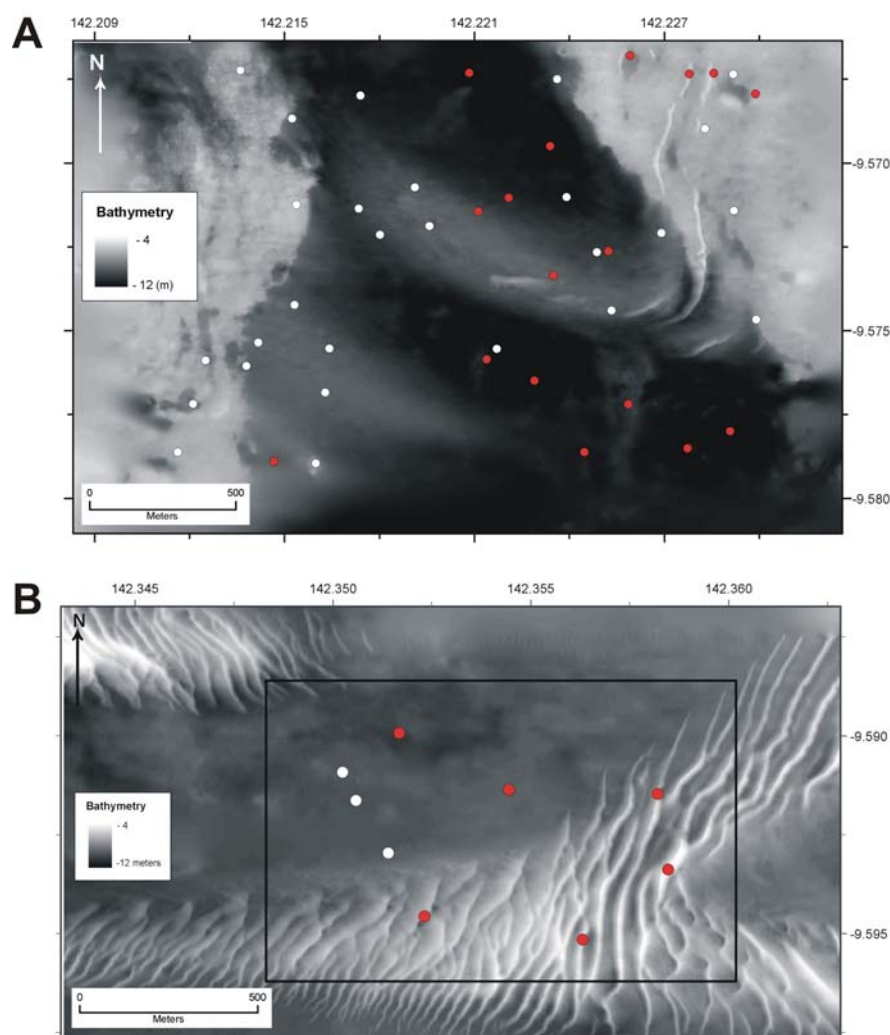 A
142.209 142.215 142.221 142.227
N
-9.570
Bathymetry
- 4
- 12 (m)
-9.575
0 500
Meters
-9.580
B
142.345 142.350 142.355 142.360
N
-9.590
Bathymetry
- 4
-12 meters
-9.595
0 500
Meters